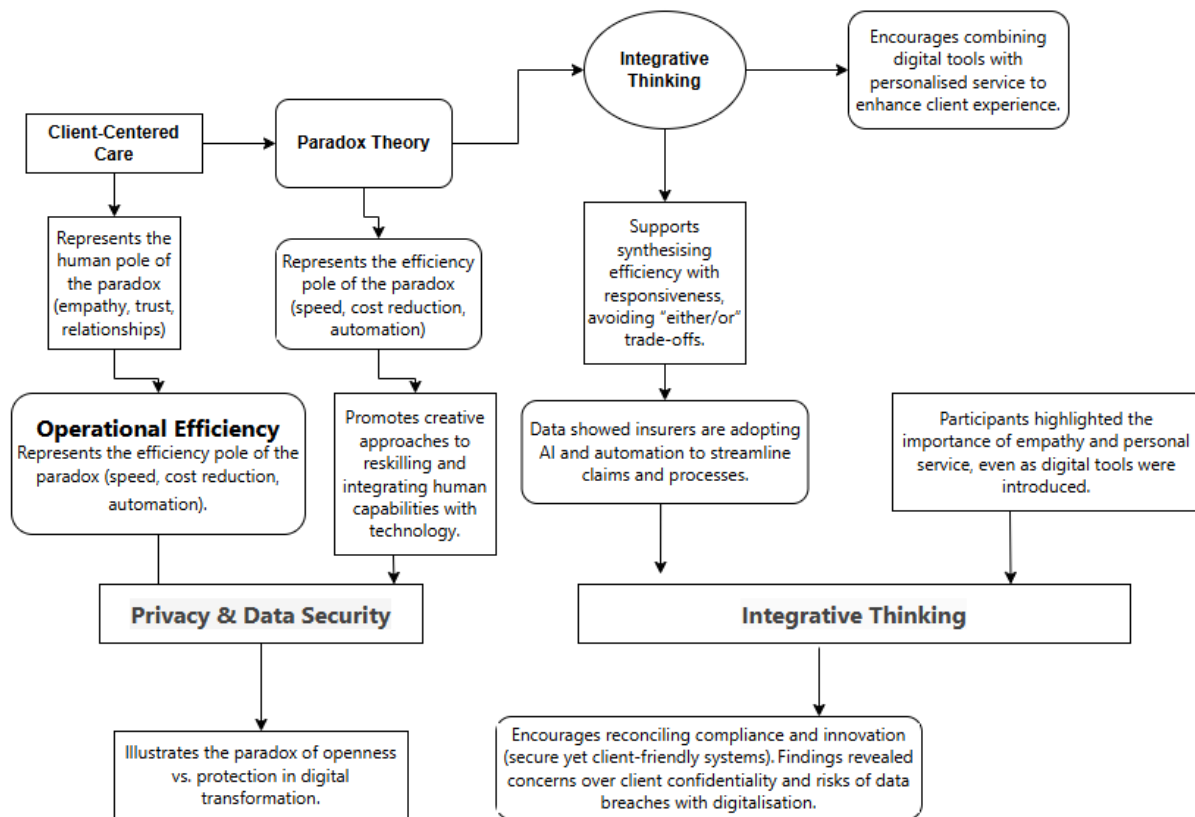 Client-Centered
Care
Paradox Theory
Integrative
Thinking
Encourages combining
digital tools with
personalised service to
enhance client experience.
Represents the
human pole of
the paradox
(empathy, trust,
relationships)
Represents the efficiency
pole of the paradox
(speed, cost reduction,
automation)
Supports
synthesising
efficiency with
responsiveness,
avoiding “either/or”
trade-offs.
Operational Efficiency
Represents the efficiency pole of the
paradox (speed, cost reduction,
automation).
Promotes creative
approaches to
reskilling and
integrating human
capabilities with
technology.
Data showed insurers are adopting
AI and automation to streamline
claims and processes.
Participants highlighted the
importance of empathy and personal
service, even as digital tools were
introduced.
Privacy & Data Security
Integrative Thinking
Illustrates the paradox of openness
vs. protection in digital
transformation.
Encourages reconciling compliance and innovation
(secure yet client-friendly systems). Findings revealed
concerns over client confidentiality and risks of data
breaches with digitalisation.